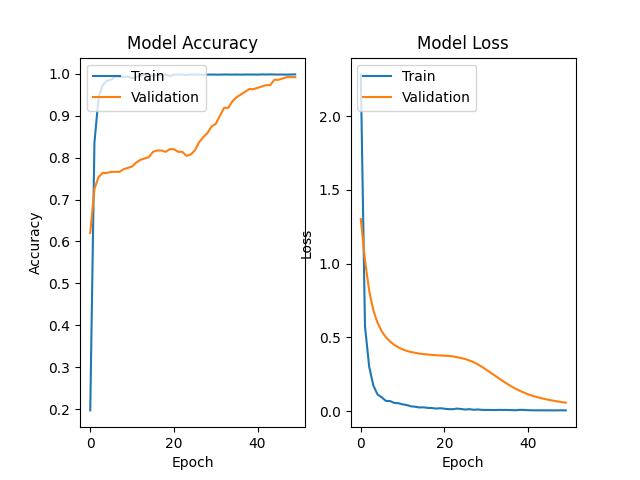 Model Accuracy
Train
Validation
1.0
0.9
0.8
0.7
0.6
0.5
0.4
0.3
0.2
Accuracy
0
20
40
Epoch
Model Loss
Train
Validation
2.0
1.5
1.0
0.5
0.0
Loss
0
20
40
Epoch